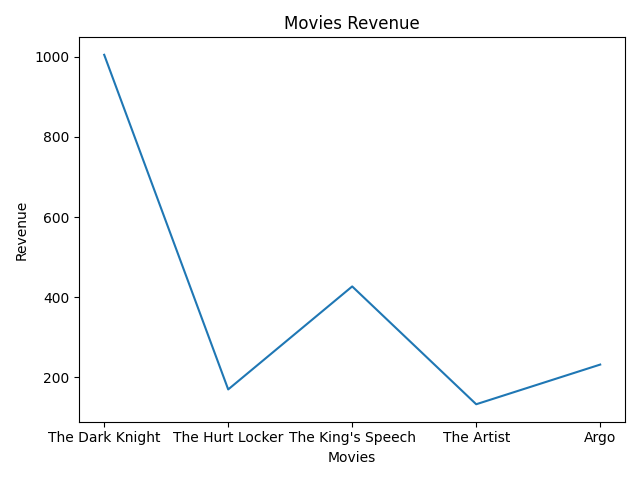 Movies Revenue
1000
800
600
400
200
Revenue
The Dark Knight
The Hurt Locker
The King's Speech
The Artist
Argo
Movies